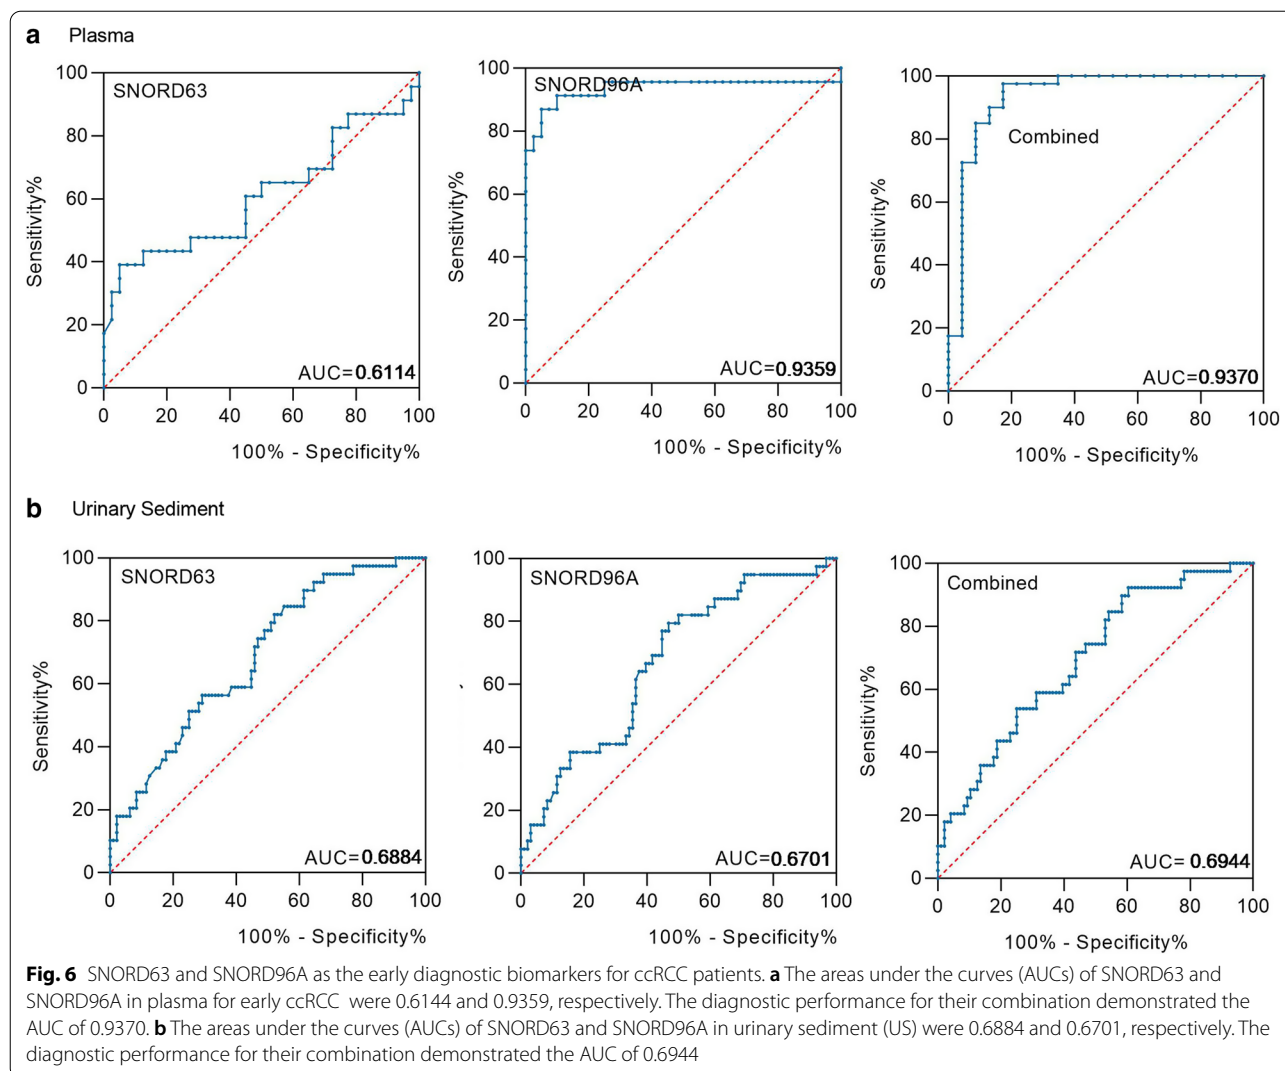 a Plasma
SNORD63
100
80
60
40
20
0
Sensitivity%
AUC=0.6114
0 20 40 60 80 100
100% - Specificity%
SNORD96A
100
80
60
40
20
0
Sensitivity%
AUC=0.9359
0 20 40 60 80 100
100% - Specificity%
Combined
100
80
60
40
20
0
Sensitivity%
AUC=0.9370
0 20 40 60 80 100
100% - Specificity%
b Urinary Sediment
SNORD63
100
80
60
40
20
0
Sensitivity%
AUC=0.6884
0 20 40 60 80 100
100% - Specificity%
SNORD96A
100
80
60
40
20
0
AUC=0.6701
0 20 40 60 80 100
100% - Specificity%
Combined
100
80
60
40
20
0
Sensitivity%
AUC= 0.6944
0 20 40 60 80 100
100% - Specificity%
Fig. 6 SNORD63 and SNORD96A as the early diagnostic biomarkers for ccRCC patients. a The areas under the curves (AUCs) of SNORD63 and
SNORD96A in plasma for early ccRCC were 0.6144 and 0.9359, respectively. The diagnostic performance for their combination demonstrated the
AUC of 0.9370. b The areas under the curves (AUCs) of SNORD63 and SNORD96A in urinary sediment (US) were 0.6884 and 0.6701, respectively. The
diagnostic performance for their combination demonstrated the AUC of 0.6944